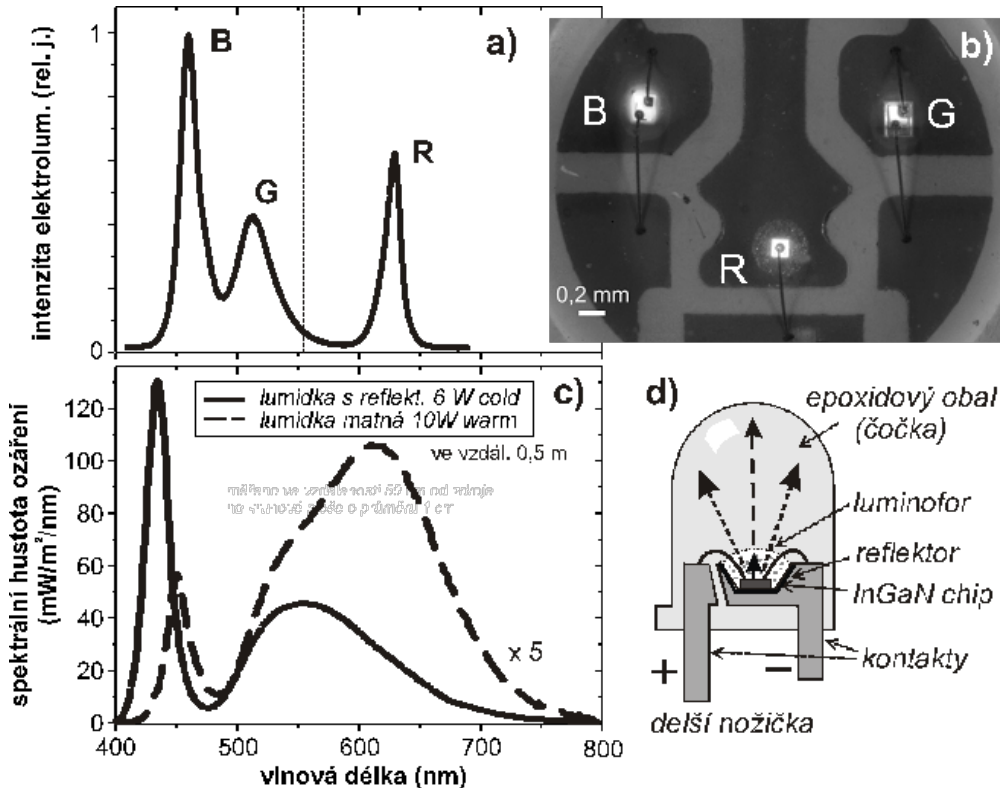 a)
intenzita elektrolum. (rel. j.)
1
0
B
G
R
b)
B
G
R
0,2 mm
c)
spektrální hustota ozáření
(mW/m²/nm)
120
100
80
60
40
20
0
lumidka s reflekt. 6 W cold
lumidka matná 10W warm
ve vzdál. 0,5 m
x 5
400
500
600
700
800
vlnová délka (nm)
d)
epoxidový obal
(čočka)
luminofor
reflektor
InGaN chip
kontakty
+
−
delší nožička